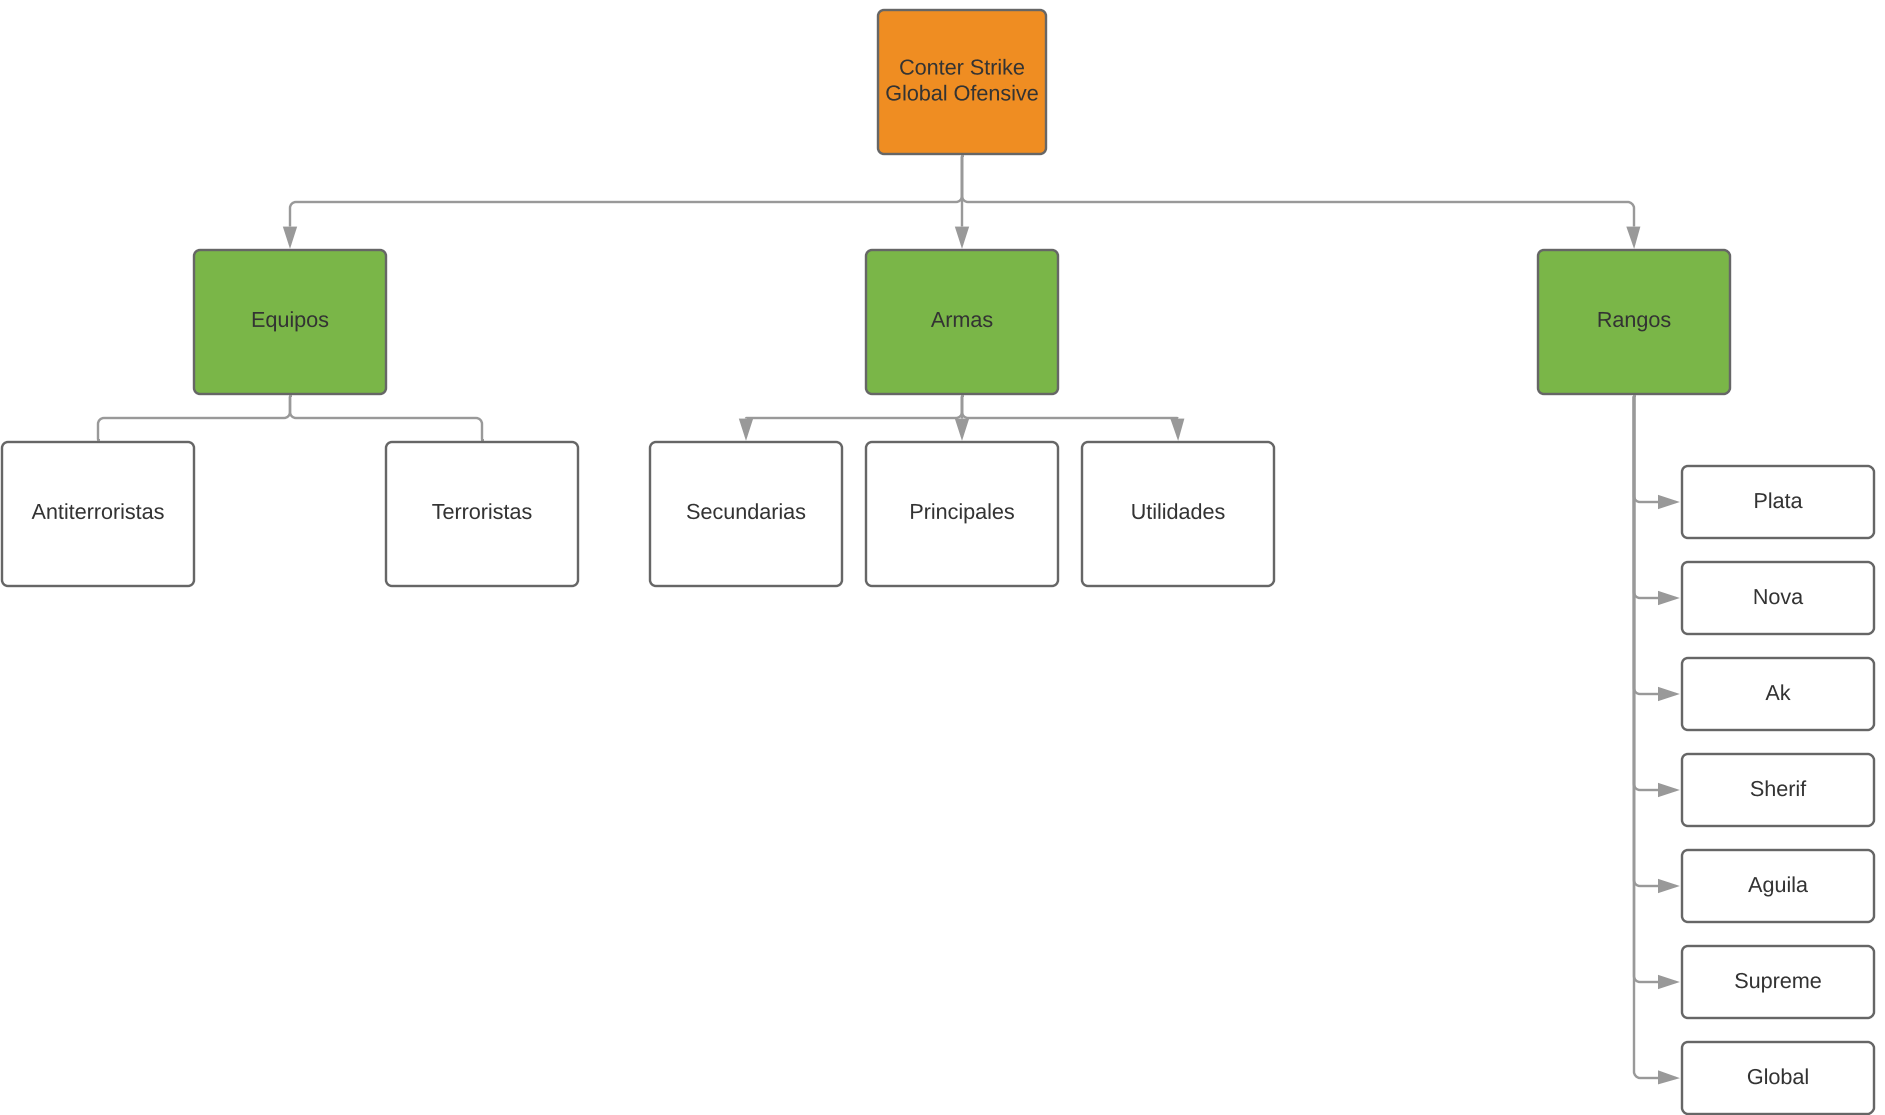 Conter Strike
Global Ofensive
Equipos
Armas
Rangos
Antiterroristas
Terroristas
Secundarias
Principales
Utilidades
Plata
Nova
Ak
Sherif
Aguila
Supreme
Global